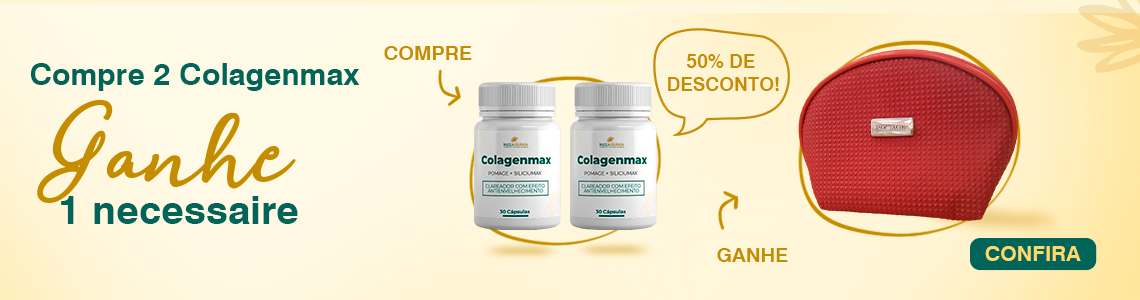 Compre 2 Colagenmax
Ganhe
1 necessaire
COMPRE
50% DE
DESCONTO!
Colagenmax
POMAGE + SILICIUMAX
CLAREADOR COM EFEITO
ANTIENVELHECIMENTO
30 Cápsulas
Colagenmax
POMAGE + SILICIUMAX
CLAREADOR COM EFEITO
ANTIENVELHECIMENTO
30 Cápsulas
GANHE
CONFIRA